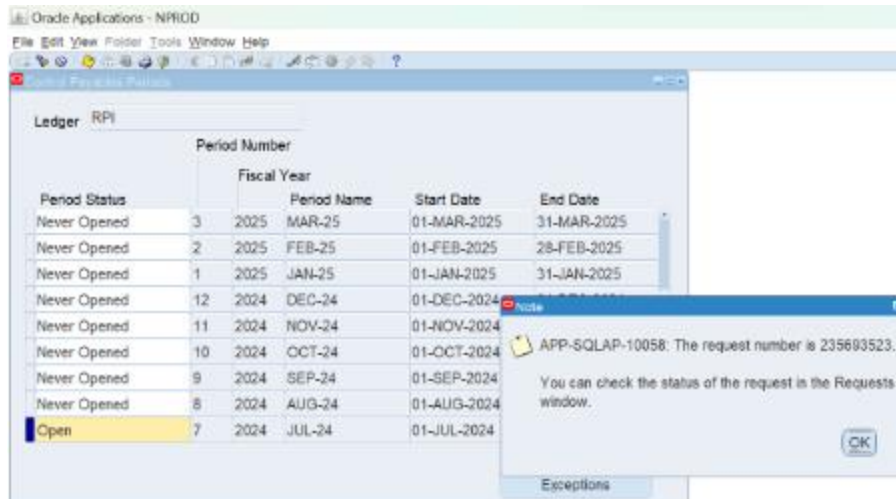 Oracle Applications - NPROD
File Edit View Folder Tools Window Help
Control Payables Periods
Ledger RPI
Period Number
Fiscal Year
Period Status Period Name Start Date End Date
Never Opened 3 2025 MAR-25 01-MAR-2025 31-MAR-2025
Never Opened 2 2025 FEB-25 01-FEB-2025 28-FEB-2025
Never Opened 1 2025 JAN-25 01-JAN-2025 31-JAN-2025
Never Opened 12 2024 DEC-24 01-DEC-2024
Never Opened 11 2024 NOV-24 01-NOV-2024
Never Opened 10 2024 OCT-24 01-OCT-2024
Never Opened 9 2024 SEP-24 01-SEP-2024
Never Opened 8 2024 AUG-24 01-AUG-2024
Open 7 2024 JUL-24 01-JUL-2024
Note
APP-SQLAP-10058: The request number is 235693523.
You can check the status of the request in the Requests
window.
OK
Exceptions